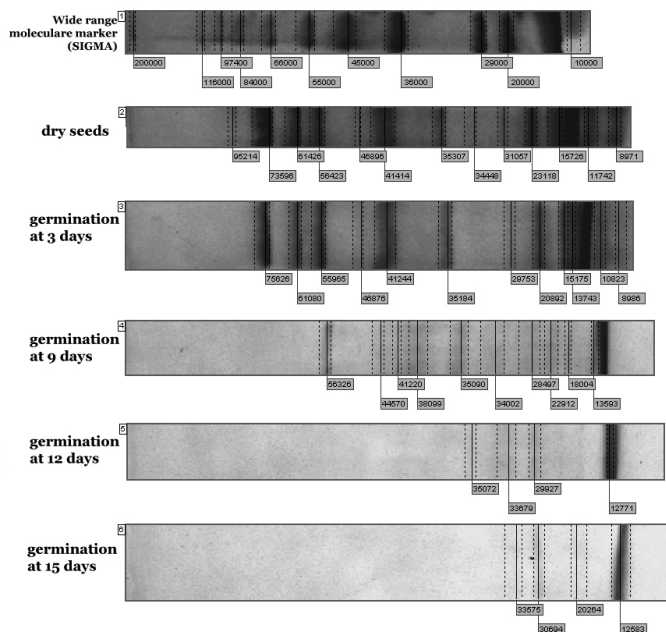 Wide range
moleculare marker
(SIGMA)
1
200000 97400 66000 45000 29000 10000
116000 84000 55000 36000 20000
dry seeds
2
95214 61426 46896 35307 31057 15726 8971
73596 56423 41414 34448 23118 11742
germination
at 3 days
3
75626 55965 41244 29753 15175 10823
61080 46876 35184 20892 13743 8986
germination
at 9 days
4
56326 41220 35090 28497 18004
44570 38099 34002 22912 13593
germination
at 12 days
5
35072 29927
33679 12771
germination
at 15 days
6
33575 20264
30694 12583